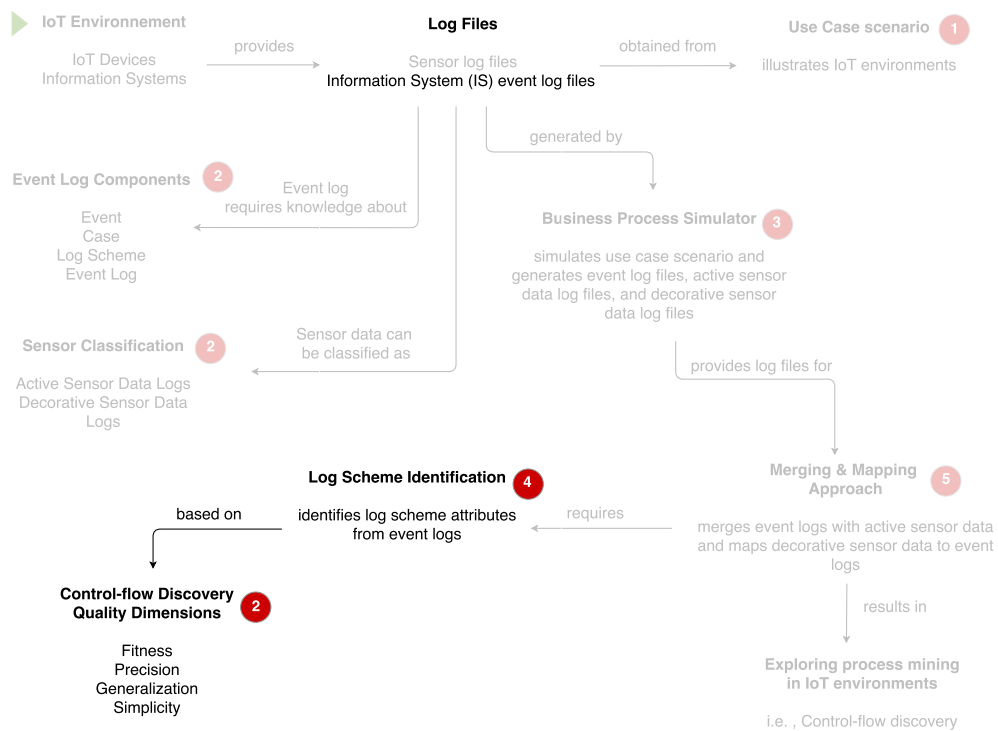 IoT Environnement
IoT Devices
Information Systems
provides
Log Files
Sensor log files
Information System (IS) event log files
obtained from
Use Case scenario
1
illustrates IoT environments
generated by
Event Log Components
2
Event
Case
Log Scheme
Event Log
Event log
requires knowledge about
Business Process Simulator
3
simulates use case scenario and
generates event log files, active sensor
data log files, and decorative sensor
data log files
Sensor Classification
2
Active Sensor Data Logs
Decorative Sensor Data
Logs
Sensor data can
be classified as
provides log files for
Log Scheme Identification
4
identifies log scheme attributes
from event logs
based on
requires
Merging & Mapping
Approach
5
merges event logs with active sensor data
and maps decorative sensor data to event
logs
Control-flow Discovery
Quality Dimensions
2
Fitness
Precision
Generalization
Simplicity
results in
Exploring process mining
in IoT environments
i.e. , Control-flow discovery